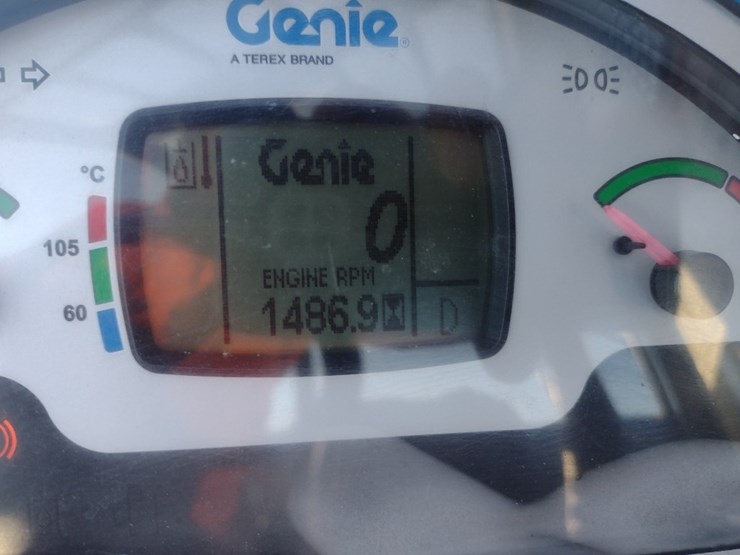 Genie®
A TEREX BRAND
°C
105
60
Genie
0
ENGINE RPM
1486.9
D